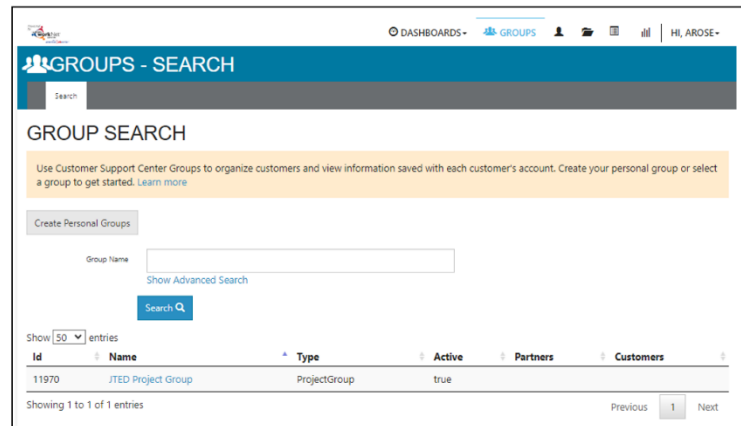 DASHBOARDS GROUPS HI, AROSE
GROUPS - SEARCH
Search
GROUP SEARCH
Use Customer Support Center Groups to organize customers and view information saved with each customer's account. Create your personal group or select
a group to get started. Learn more
Create Personal Groups
Group Name
Show Advanced Search
Search
Show 50 entries
Id Name Type Active Partners Customers
11970 JTED Project Group ProjectGroup true
Showing 1 to 1 of 1 entries
Previous 1 Next